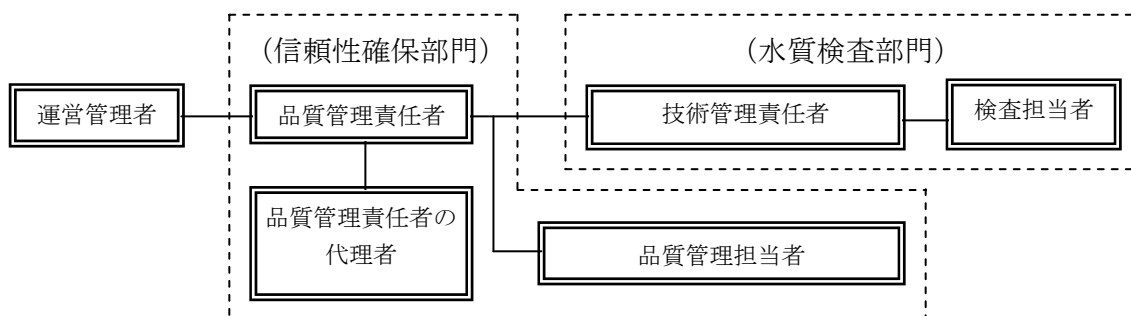 (信頼性確保部門)
(水質検査部門)
運営管理者
品質管理責任者
技術管理責任者
検査担当者
品質管理責任者の
代理者
品質管理担当者